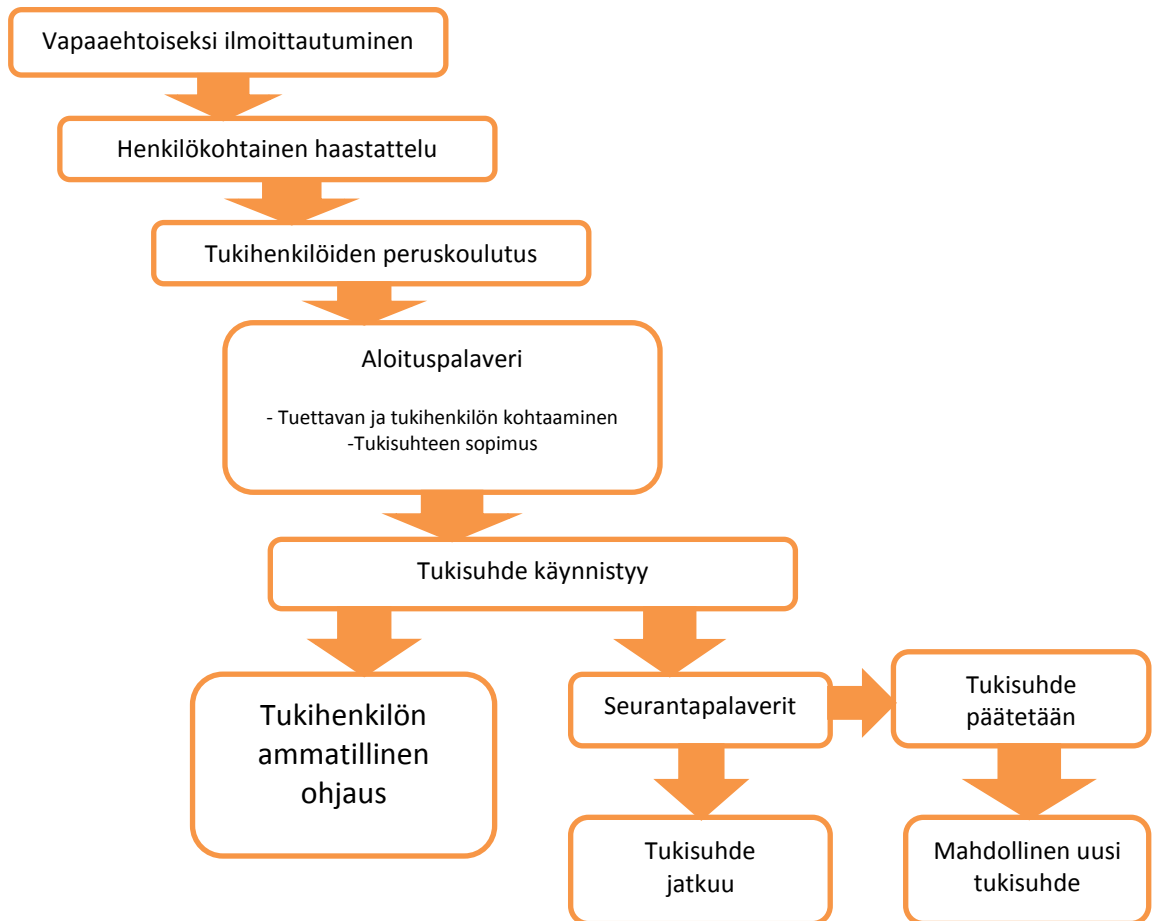 Vapaaehtoiseksi ilmoittautuminen
Henkilökohtainen haastattelu
Tukihenkilöiden peruskoulutus
Aloituspalaveri
- Tuettavan ja tukihenkilön kohtaaminen
-Tukisuhteen sopimus
Tukisuhde käynnistyy
Tukihenkilön
ammatillinen
ohjaus
Seurantapalaverit
Tukisuhde
päätetään
Tukisuhde
jatkuu
Mahdollinen uusi
tukisuhde